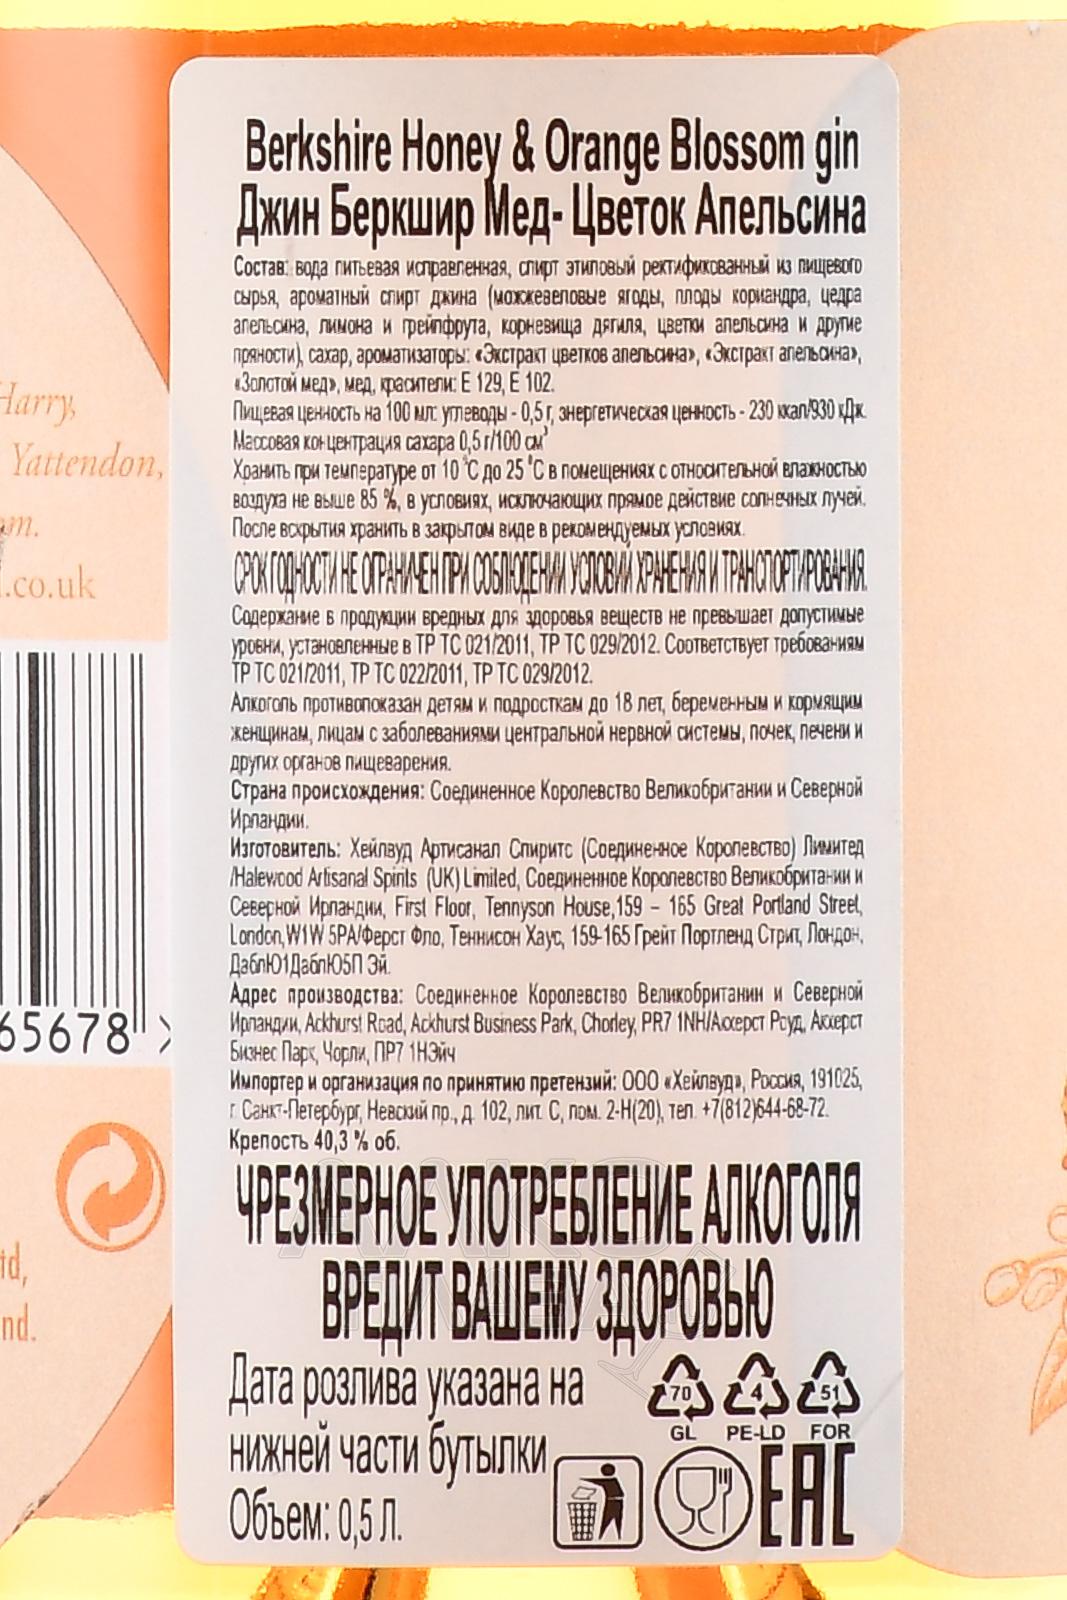 Berkshire Honey & Orange Blossom gin
Джин Беркшир Мед- Цветок Апельсина
Состав: вода питьевая исправленная, спирт этиловый ректификованный из пищевого
сырья, ароматный спирт джина (можжевеловые ягоды, плоды кориандра, цедра
апельсина, лимона и грейпфрута, корневища дягиля, цветки апельсина и другие
пряности), сахар, ароматизаторы: «Экстракт цветков апельсина», «Экстракт апельсина»,
«Золотой мед», мед, красители: Е 129, Е 102.
Пищевая ценность на 100 мл: углеводы - 0,5 г, энергетическая ценность - 230 ккал/930 кДж.
Массовая концентрация сахара 0,5 г/100 см³
Хранить при температуре от 10 °С до 25 °С в помещениях с относительной влажностью
воздуха не выше 85 %, в условиях, исключающих прямое действие солнечных лучей.
После вскрытия хранить в закрытом виде в рекомендуемых условиях.
СРОК ГОДНОСТИ НЕ ОГРАНИЧЕН ПРИ СОБЛЮДЕНИИ УСЛОВИЙ ХРАНЕНИЯ И ТРАНСПОРТИРОВАНИЯ.
Содержание в продукции вредных для здоровья веществ не превышает допустимые
уровни, установленные в ТР ТС 021/2011, ТР ТС 029/2012. Соответствует требованиям
ТР ТС 021/2011, ТР ТС 022/2011, ТР ТС 029/2012.
Алкоголь противопоказан детям и подросткам до 18 лет, беременным и кормящим
женщинам, лицам с заболеваниями центральной нервной системы, почек, печени и
других органов пищеварения.
Страна происхождения: Соединенное Королевство Великобритании и Северной
Ирландии.
Изготовитель: Хейлвуд Артисанал Спиритс (Соединенное Королевство) Лимитед
/Halewood Artisanal Spirits (UK) Limited, Соединенное Королевство Великобритании и
Северной Ирландии, First Floor, Tennyson House,159 – 165 Great Portland Street,
London,W1W 5PA/Ферст Фло, Теннисон Хаус, 159-165 Грейт Портленд Стрит, Лондон,
ДаблЮ1ДаблЮ5П Эй.
Адрес производства: Соединенное Королевство Великобритании и Северной
Ирландии, Ackhurst Road, Ackhurst Business Park, Chorley, PR7 1NH/Аккерст Роуд, Аккерст
Бизнес Парк, Чорли, ПР7 1НЭйч
Импортер и организация по принятию претензий: ООО «Хейлвуд», Россия, 191025,
г. Санкт-Петербург, Невский пр., д. 102, лит. С, пом. 2-Н(20), тел. +7(812)644-68-72.
Крепость 40,3 % об.
ЧРЕЗМЕРНОЕ УПОТРЕБЛЕНИЕ АЛКОГОЛЯ
ВРЕДИТ ВАШЕМУ ЗДОРОВЬЮ
Дата розлива указана на
нижней части бутылки
Объем: 0,5 Л.
70 4 51
GL PE-LD FOR
EAC
Harry,
Yattendon,
.co.uk
65678 >
td,
nd.